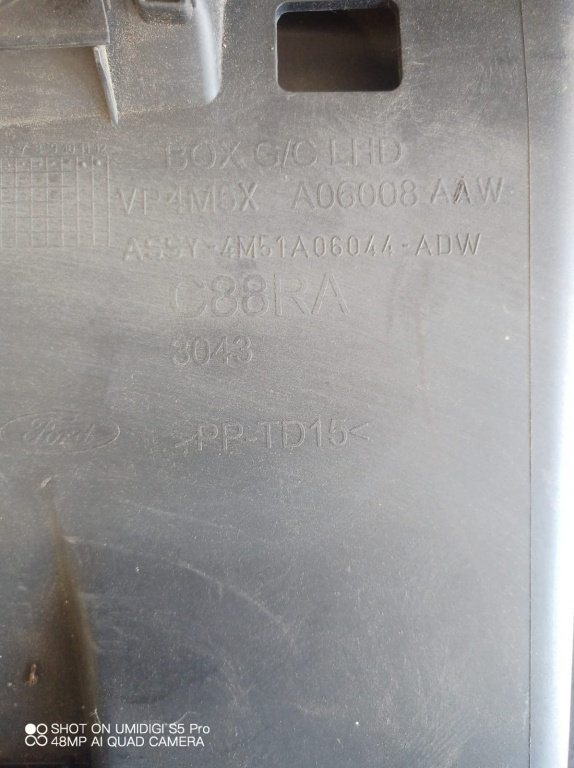 BOX G/C LHD
VP4M5X A06008 AAW
ASSY-4M51A06044-ADW
C88RA
3043
Ford
>PP-TD15<
SHOT ON UMIDIGI S5 Pro
48MP AI QUAD CAMERA